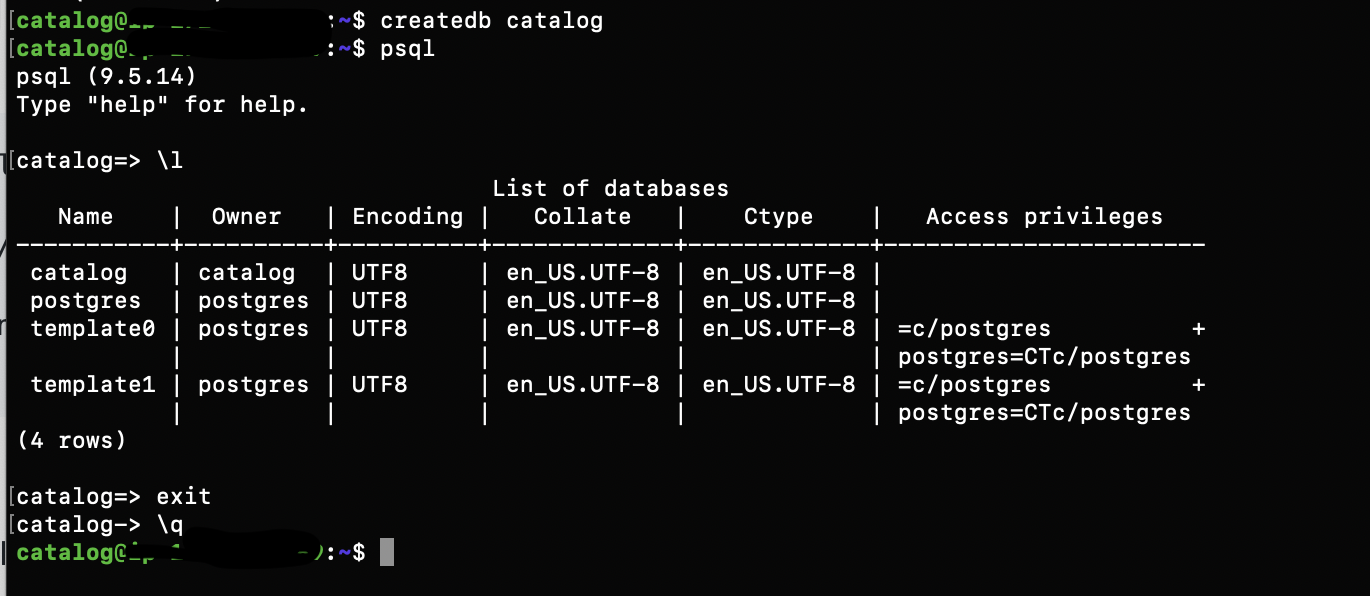 [catalog@ip :~$ createdb catalog
[catalog@ :~$ psql
psql (9.5.14)
Type "help" for help.
[catalog=> \l
List of databases
Name | Owner | Encoding | Collate | Ctype | Access privileges
-----------+----------+----------+-------------+-------------+-----------------------
catalog | catalog | UTF8 | en_US.UTF-8 | en_US.UTF-8 |
postgres | postgres | UTF8 | en_US.UTF-8 | en_US.UTF-8 |
template0 | postgres | UTF8 | en_US.UTF-8 | en_US.UTF-8 | =c/postgres +
| | | | | postgres=CTc/postgres
template1 | postgres | UTF8 | en_US.UTF-8 | en_US.UTF-8 | =c/postgres +
| | | | | postgres=CTc/postgres
(4 rows)
[catalog=> exit
[catalog-> \q
catalog@ip :~$